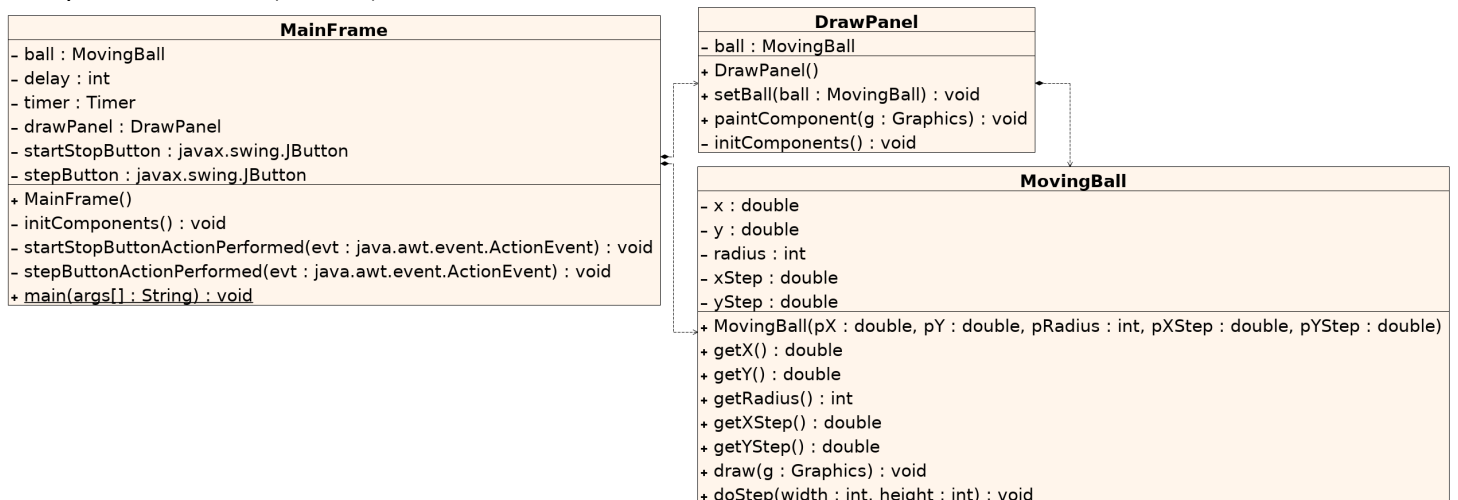 MainFrame
- ball : MovingBall
- delay : int
- timer : Timer
- drawPanel : DrawPanel
- startStopButton : javax.swing.JButton
- stepButton : javax.swing.JButton
+ MainFrame()
- initComponents() : void
- startStopButtonActionPerformed(evt : java.awt.event.ActionEvent) : void
- stepButtonActionPerformed(evt : java.awt.event.ActionEvent) : void
+ main(args[] : String) : void
DrawPanel
- ball : MovingBall
+ DrawPanel()
+ setBall(ball : MovingBall) : void
+ paintComponent(g : Graphics) : void
- initComponents() : void
MovingBall
- x : double
- y : double
- radius : int
- xStep : double
- yStep : double
+ MovingBall(pX : double, pY : double, pRadius : int, pXStep : double, pYStep : double)
+ getX() : double
+ getY() : double
+ getRadius() : int
+ getXStep() : double
+ getYStep() : double
+ draw(g : Graphics) : void
+ doStep(width : int, height : int) : void